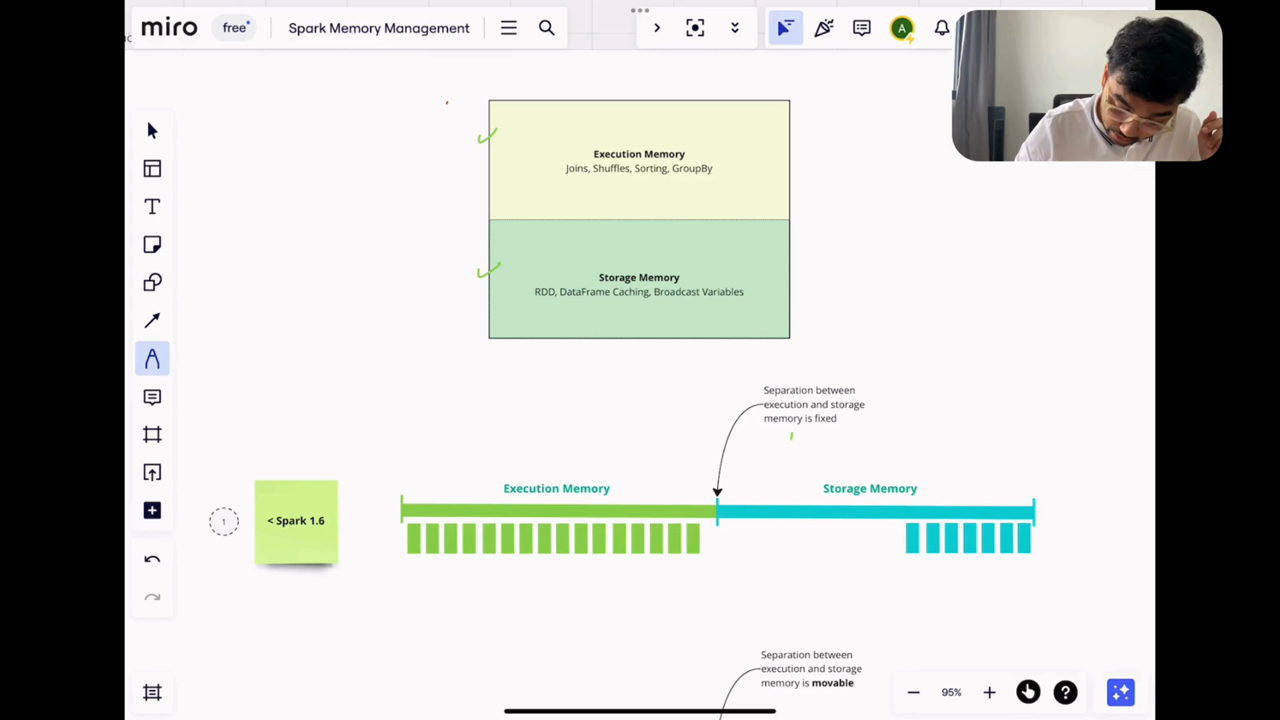 miro
free
Spark Memory Management
A
Execution Memory
Joins, Shuffles, Sorting, GroupBy
Storage Memory
RDD, DataFrame Caching, Broadcast Variables
Separation between
execution and storage
memory is fixed
Execution Memory
Storage Memory
1
< Spark 1.6
Separation between
execution and storage
memory is movable
95%